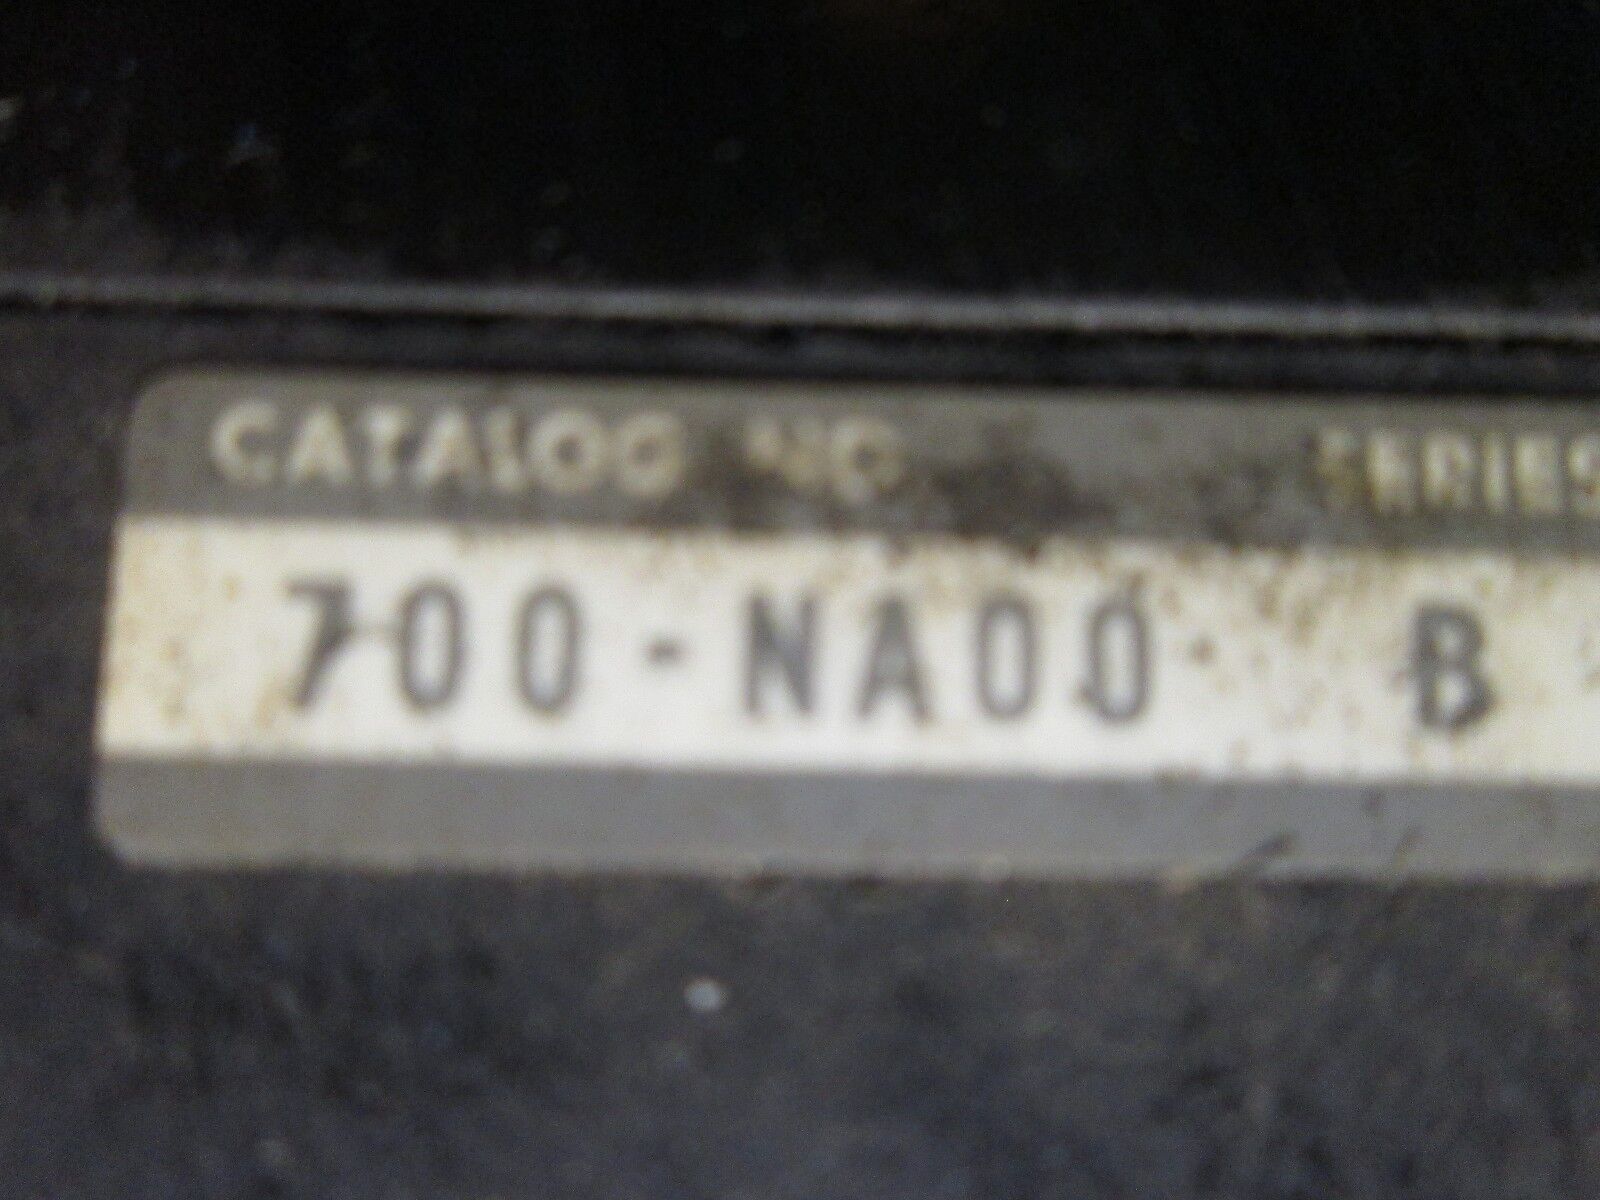 CATALOG NO SERIES
700-NA00 B